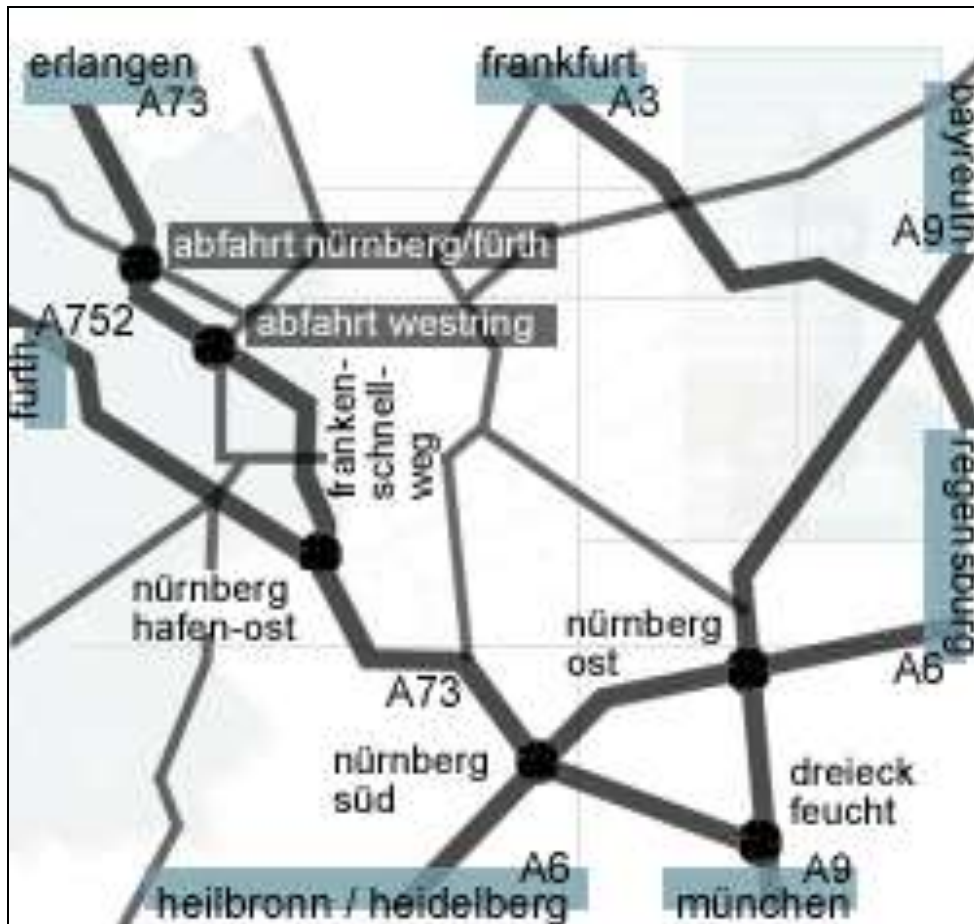 erlangen
A73
frankfurt
A3
bayreuth
A9
abfahrt nürnberg/fürth
abfahrt westring
A752
fürth
franken-
schnell-
weg
regensburg
nürnberg
hafen-ost
nürnberg
ost
A6
A73
nürnberg
süd
dreieck
feucht
A6
heilbronn / heidelberg
A9
münchen